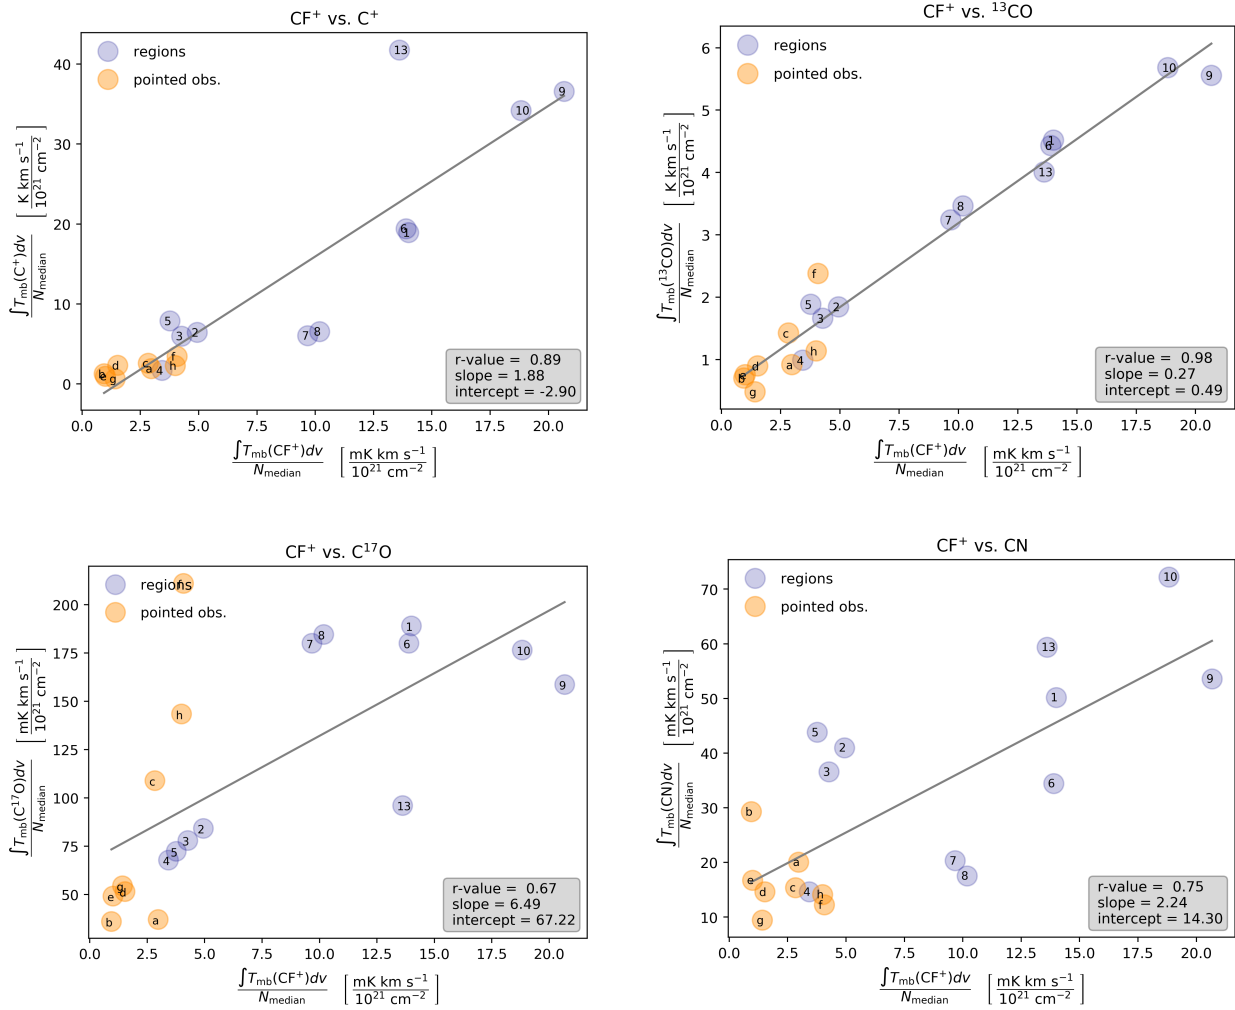 CF⁺ vs. C⁺
regions
pointed obs.
40
30
20
10
0
∫T_mb(C⁺)dv / N_median [K km s⁻¹ / 10²¹ cm⁻²]
13
9
10
6
1
5
3
2
7
8
4
f
c
a
h
d
b
e
g
r-value = 0.89
slope = 1.88
intercept = -2.90
0.0 2.5 5.0 7.5 10.0 12.5 15.0 17.5 20.0
∫T_mb(CF⁺)dv / N_median [mK km s⁻¹ / 10²¹ cm⁻²]
CF⁺ vs. ¹³CO
regions
pointed obs.
6
5
4
3
2
1
∫T_mb(¹³CO)dv / N_median [K km s⁻¹ / 10²¹ cm⁻²]
10
9
1
6
13
8
7
f
5
2
3
c
h
4
a
d
e
b
g
r-value = 0.98
slope = 0.27
intercept = 0.49
0.0 2.5 5.0 7.5 10.0 12.5 15.0 17.5 20.0
∫T_mb(CF⁺)dv / N_median [mK km s⁻¹ / 10²¹ cm⁻²]
CF⁺ vs. C¹⁷O
regions
pointed obs.
200
175
150
125
100
75
50
∫T_mb(C¹⁷O)dv / N_median [mK km s⁻¹ / 10²¹ cm⁻²]
f
1
8
7
6
10
9
h
c
13
2
3
5
4
g
d
e
b
a
r-value = 0.67
slope = 6.49
intercept = 67.22
0.0 2.5 5.0 7.5 10.0 12.5 15.0 17.5 20.0
∫T_mb(CF⁺)dv / N_median [mK km s⁻¹ / 10²¹ cm⁻²]
CF⁺ vs. CN
regions
pointed obs.
70
60
50
40
30
20
10
∫T_mb(CN)dv / N_median [mK km s⁻¹ / 10²¹ cm⁻²]
10
13
9
1
5
2
3
6
b
7
8
a
e
c
d
4
h
f
g
r-value = 0.75
slope = 2.24
intercept = 14.30
0.0 2.5 5.0 7.5 10.0 12.5 15.0 17.5 20.0
∫T_mb(CF⁺)dv / N_median [mK km s⁻¹ / 10²¹ cm⁻²]